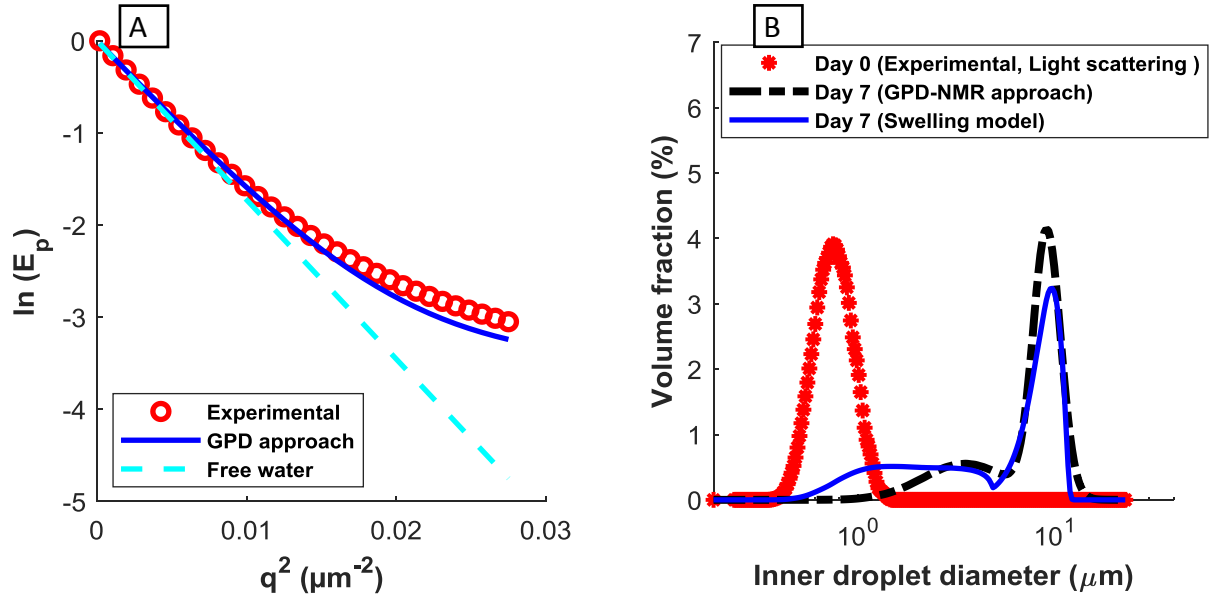 A
0
-1
-2
-3
-4
-5
ln (E_p)
Experimental
GPD approach
Free water
0
0.01
0.02
0.03
q² (µm⁻²)
B
7
6
5
4
3
2
1
0
Volume fraction (%)
Day 0 (Experimental, Light scattering )
Day 7 (GPD-NMR approach)
Day 7 (Swelling model)
10⁰
10¹
Inner droplet diameter (μm)